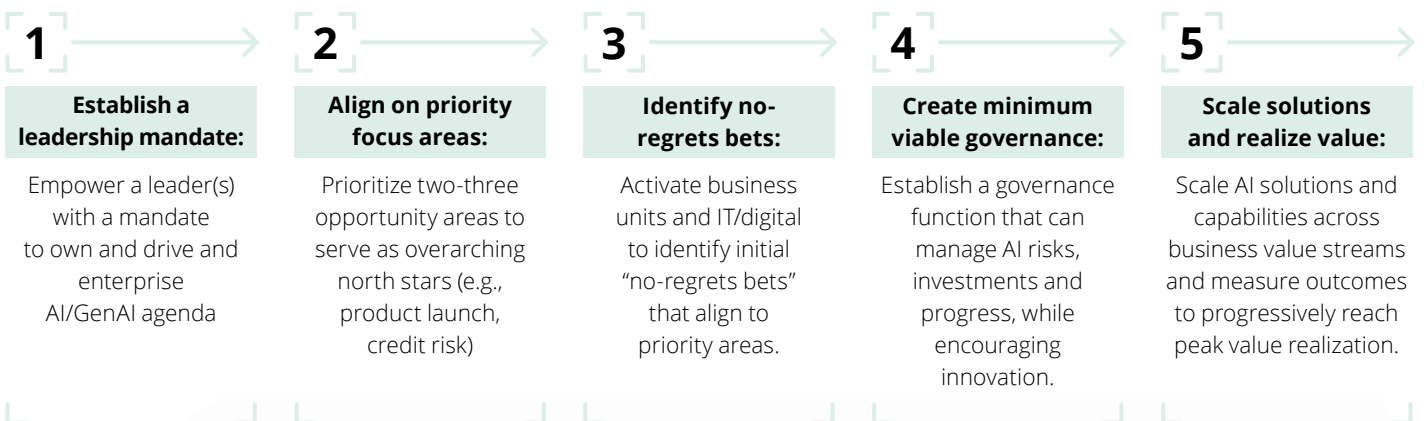 1
Establish a
leadership mandate:
Empower a leader(s)
with a mandate
to own and drive and
enterprise
AI/GenAI agenda
2
Align on priority
focus areas:
Prioritize two-three
opportunity areas to
serve as overarching
north stars (e.g.,
product launch,
credit risk)
3
Identify no-
regrets bets:
Activate business
units and IT/digital
to identify initial
“no-regrets bets”
that align to
priority areas.
4
Create minimum
viable governance:
Establish a governance
function that can
manage AI risks,
investments and
progress, while
encouraging
innovation.
5
Scale solutions
and realize value:
Scale AI solutions and
capabilities across
business value streams
and measure outcomes
to progressively reach
peak value realization.